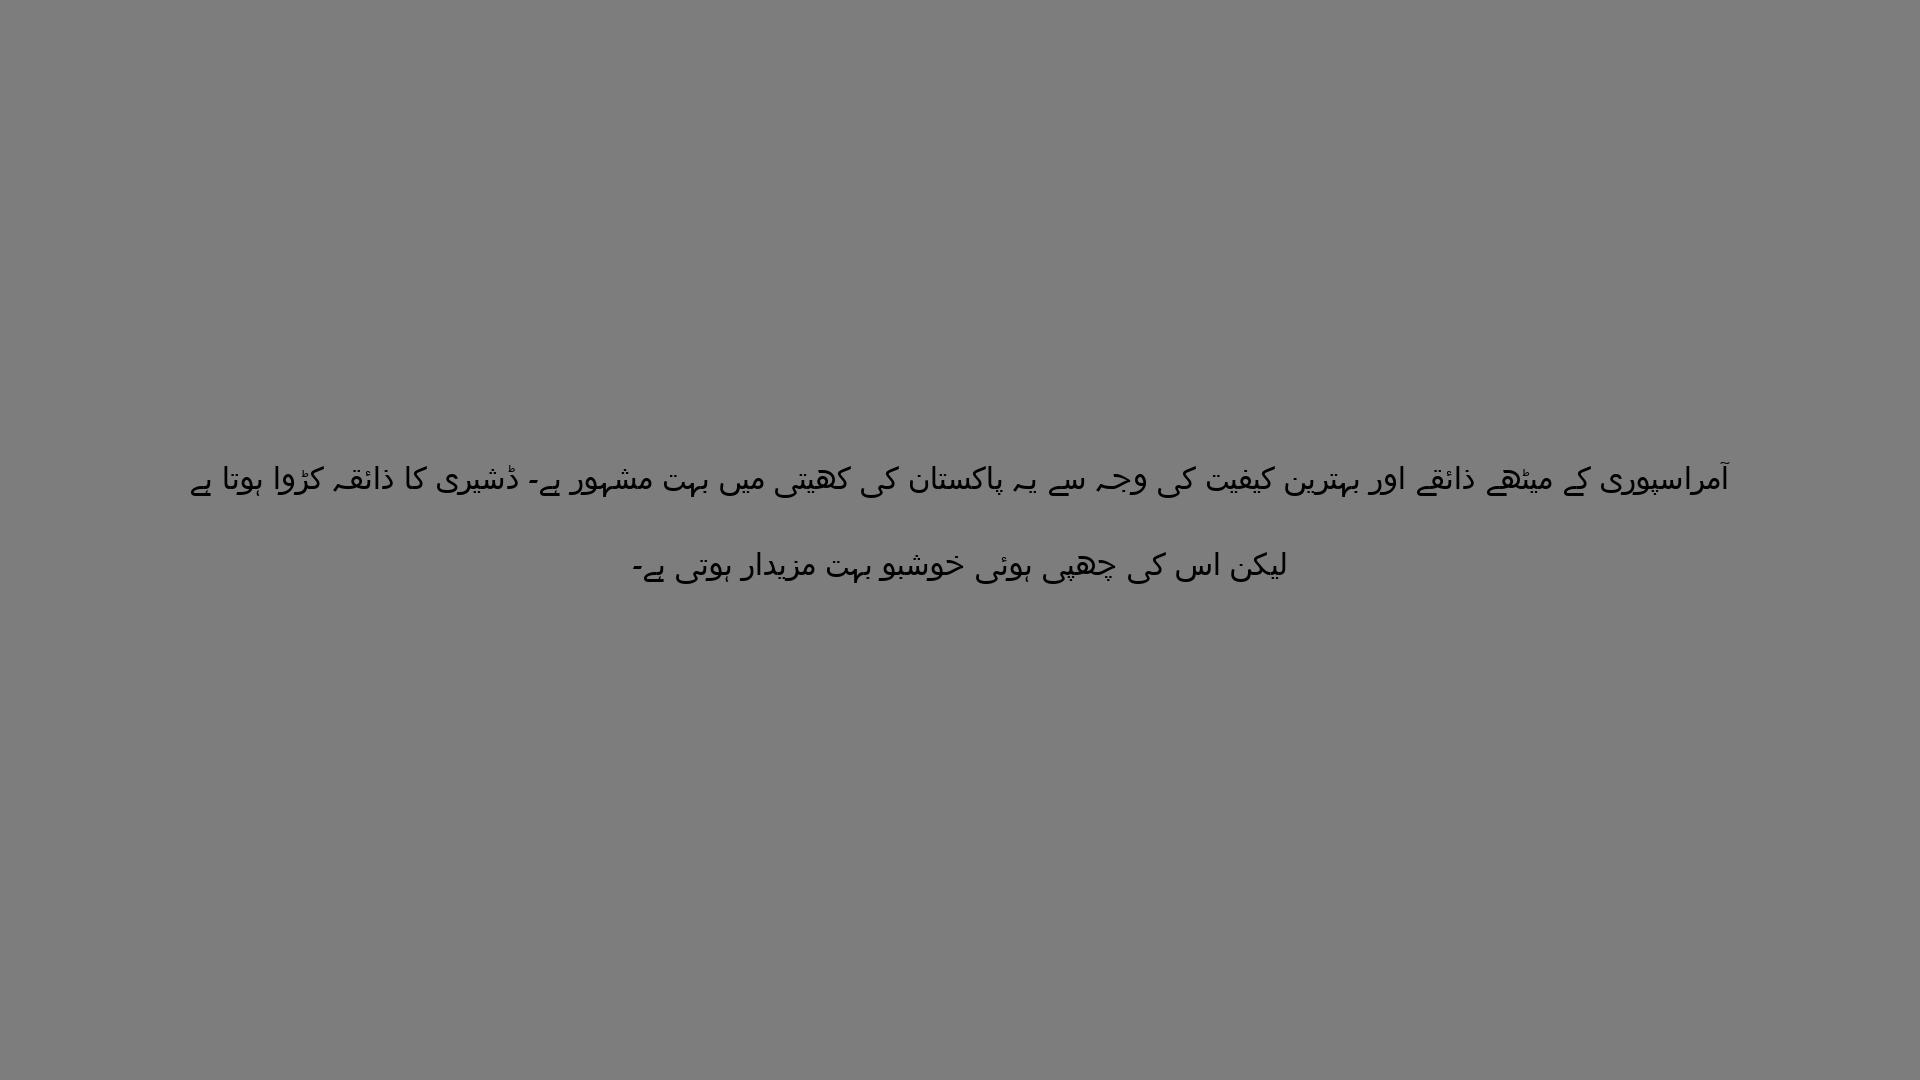 آمراسپوری کے میٹھے ذائقے اور بہترین کیفیت کی وجہ سے یہ پاکستان کی کھیتی میں بہت مشہور ہے۔ ڈشیری کا ذائقہ کڑوا ہوتا ہے
لیکن اس کی چھپی ہوئی خوشبو بہت مزیدار ہوتی ہے۔